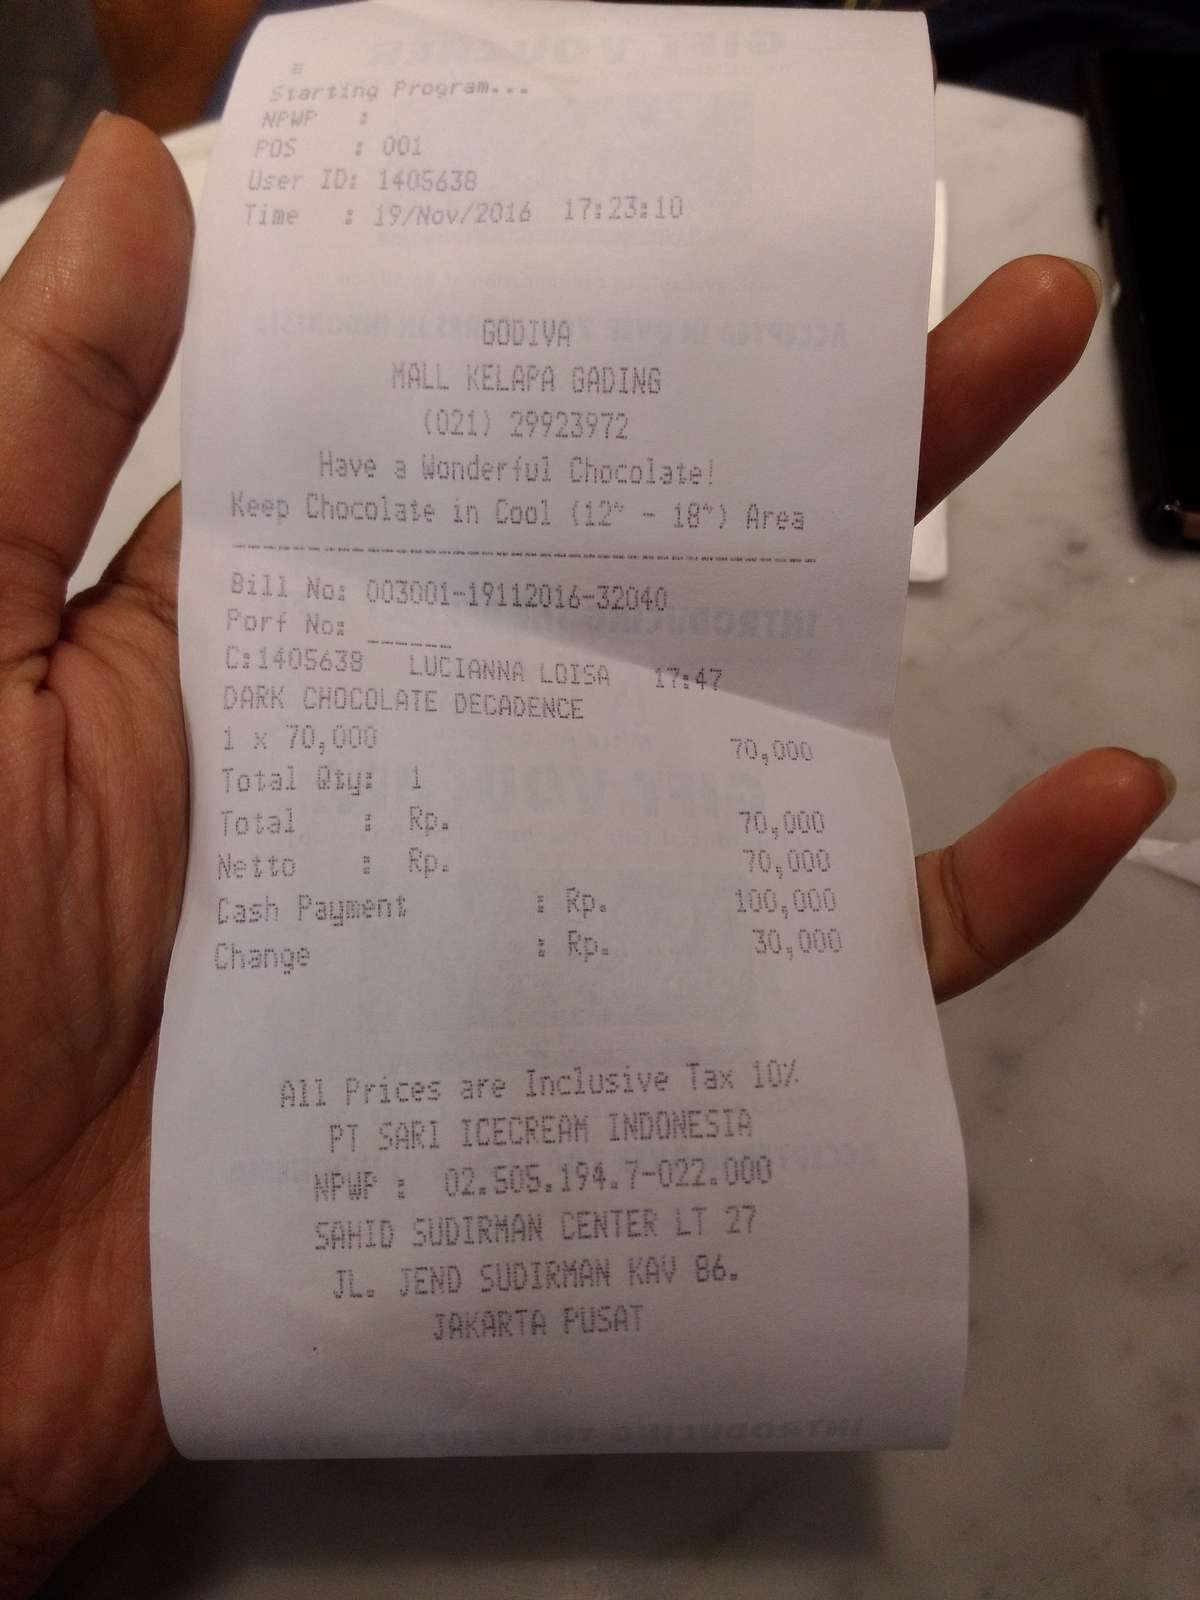 Starting Program...
NPWP :
POS : 001
User ID: 1405638
Time : 19/Nov/2016 17:23:10
GODIVA
MALL KELAPA GADING
(021) 29923972
Have a Wonderful Chocolate!
Keep Chocolate in Cool (12° - 18°) Area
Bill No: 003001-19112016-32040
Porf No: ______
C:1405638 LUCIANNA LOISA 17:47
DARK CHOCOLATE DECADENCE
1 x 70,000 70,000
Total Qty: 1
Total : Rp. 70,000
Netto : Rp. 70,000
Cash Payment : Rp. 100,000
Change : Rp. 30,000
All Prices are Inclusive Tax 10%
PT SARI ICECREAM INDONESIA
NPWP : 02.505.194.7-022.000
SAHID SUDIRMAN CENTER LT 27
JL. JEND SUDIRMAN KAV 86.
JAKARTA PUSAT